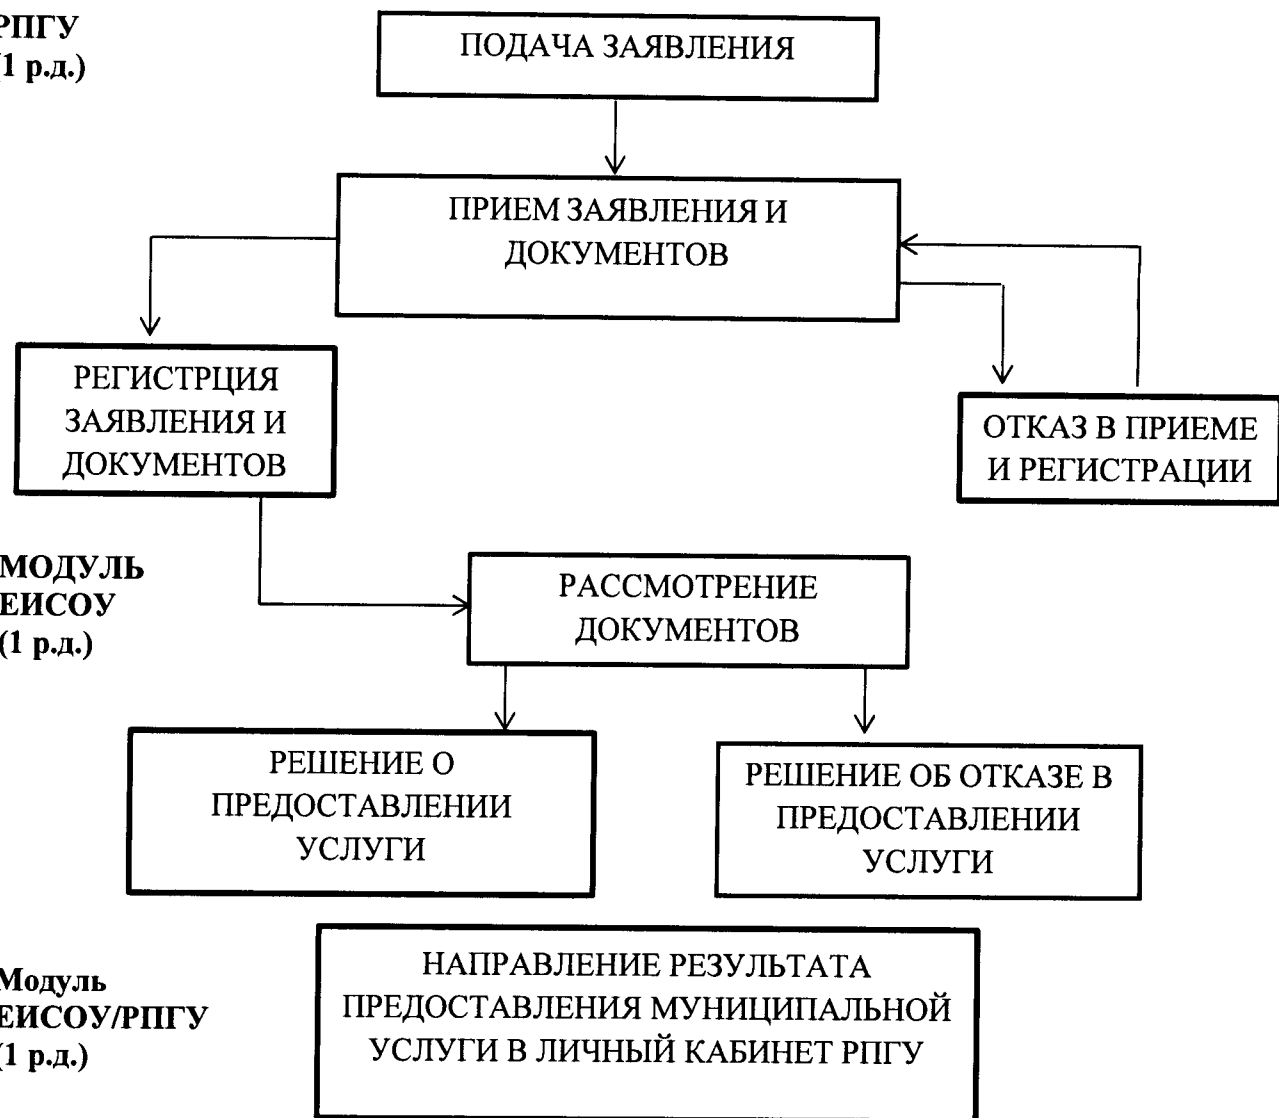 РПГУ
(1 р.д.)
ПОДАЧА ЗАЯВЛЕНИЯ
ПРИЕМ ЗАЯВЛЕНИЯ И
ДОКУМЕНТОВ
РЕГИСТРЦИЯ
ЗАЯВЛЕНИЯ И
ДОКУМЕНТОВ
ОТКАЗ В ПРИЕМЕ
И РЕГИСТРАЦИИ
МОДУЛЬ
ЕИСОУ
(1 р.д.)
РАССМОТРЕНИЕ
ДОКУМЕНТОВ
РЕШЕНИЕ О
ПРЕДОСТАВЛЕНИИ
УСЛУГИ
РЕШЕНИЕ ОБ ОТКАЗЕ В
ПРЕДОСТАВЛЕНИИ
УСЛУГИ
Модуль
ЕИСОУ/РПГУ
(1 р.д.)
НАПРАВЛЕНИЕ РЕЗУЛЬТАТА
ПРЕДОСТАВЛЕНИЯ МУНИЦИПАЛЬНОЙ
УСЛУГИ В ЛИЧНЫЙ КАБИНЕТ РПГУ